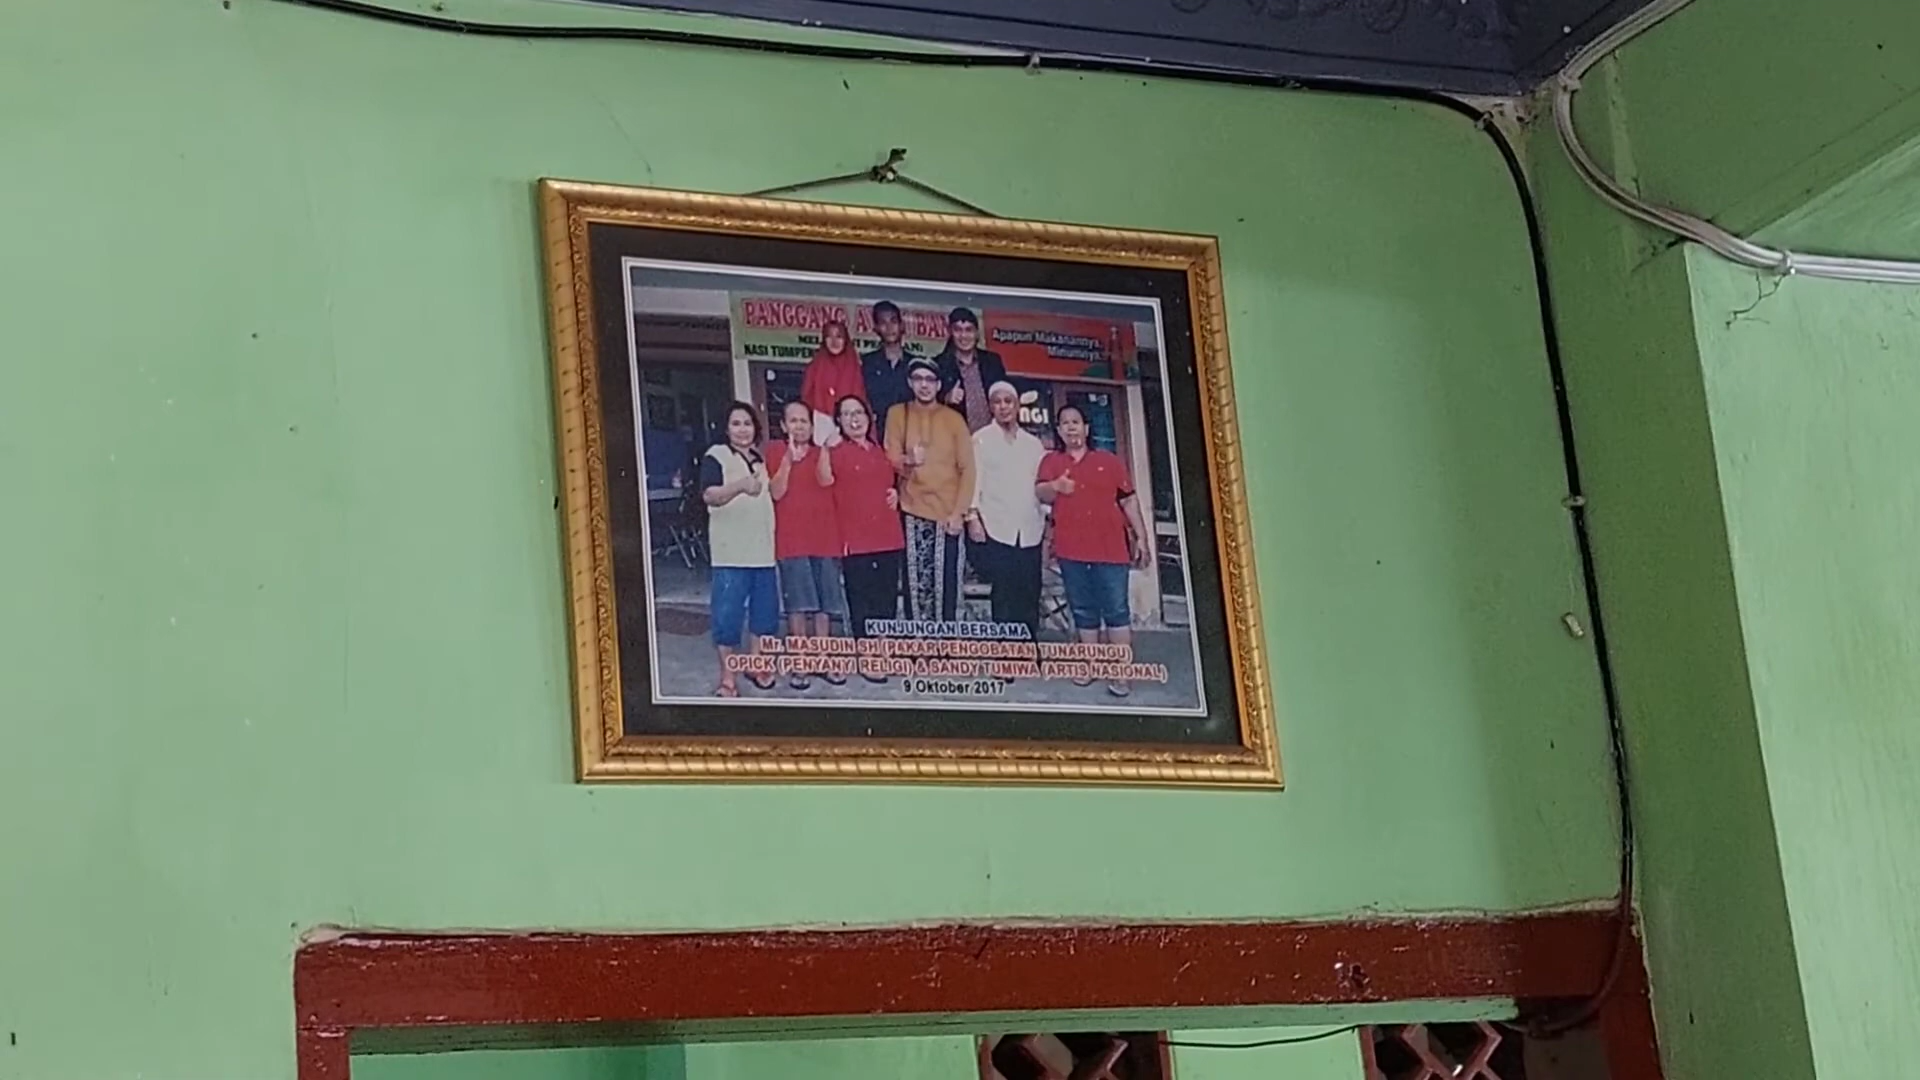 PANGGANG
NASI TUMPENG
Apapun Makanannya,
Minumnya..
KUNJUNGAN BERSAMA
Mr. MASUDIN SH (PAKAR PENGOBATAN TUNARUNGU)
OPICK (PENYANYI RELIGI) & SANDY TUMIWA (ARTIS NASIONAL)
9 Oktober 2017